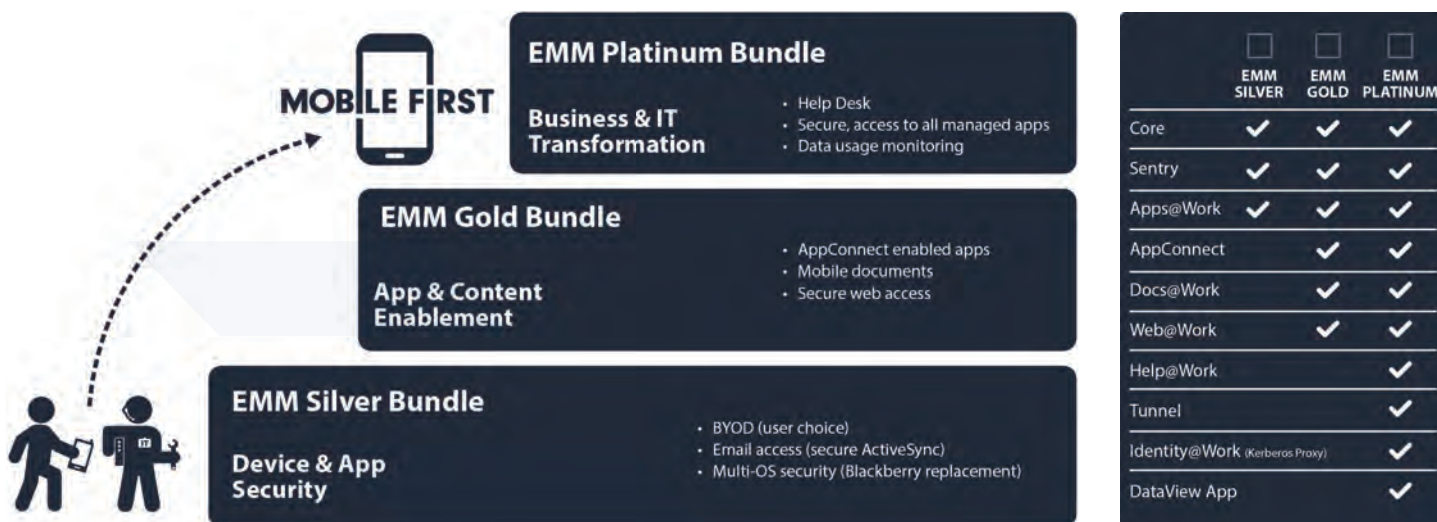 MOBILE FIRST
EMM Platinum Bundle
Business & IT
Transformation
• Help Desk
• Secure, access to all managed apps
• Data usage monitoring
EMM Gold Bundle
App & Content
Enablement
• AppConnect enabled apps
• Mobile documents
• Secure web access
IT
EMM Silver Bundle
Device & App
Security
• BYOD (user choice)
• Email access (secure ActiveSync)
• Multi-OS security (Blackberry replacement)
EMM SILVER
EMM GOLD
EMM PLATINUM
Core
Sentry
Apps@Work
AppConnect
Docs@Work
Web@Work
Help@Work
Tunnel
Identity@Work (Kerberos Proxy)
DataView App